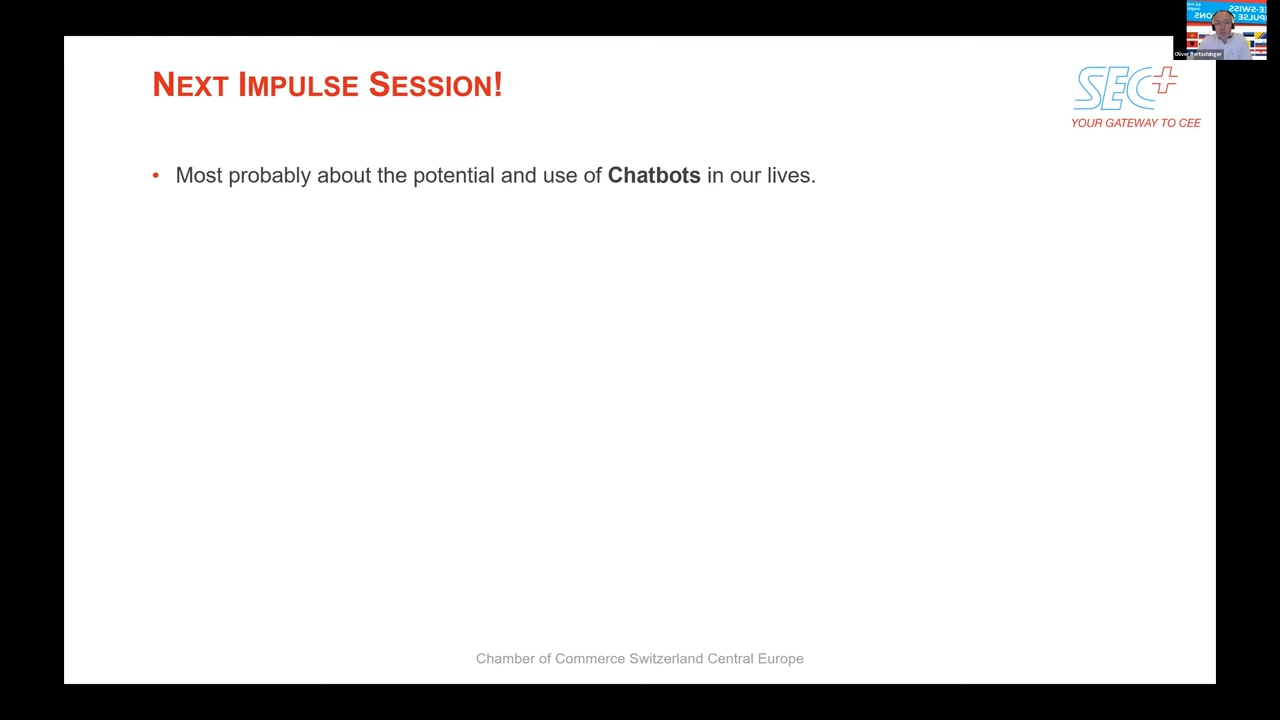 NEXT IMPULSE SESSION!
SEC+
YOUR GATEWAY TO CEE
• Most probably about the potential and use of Chatbots in our lives.
Chamber of Commerce Switzerland Central Europe
Oliver Bertschinger